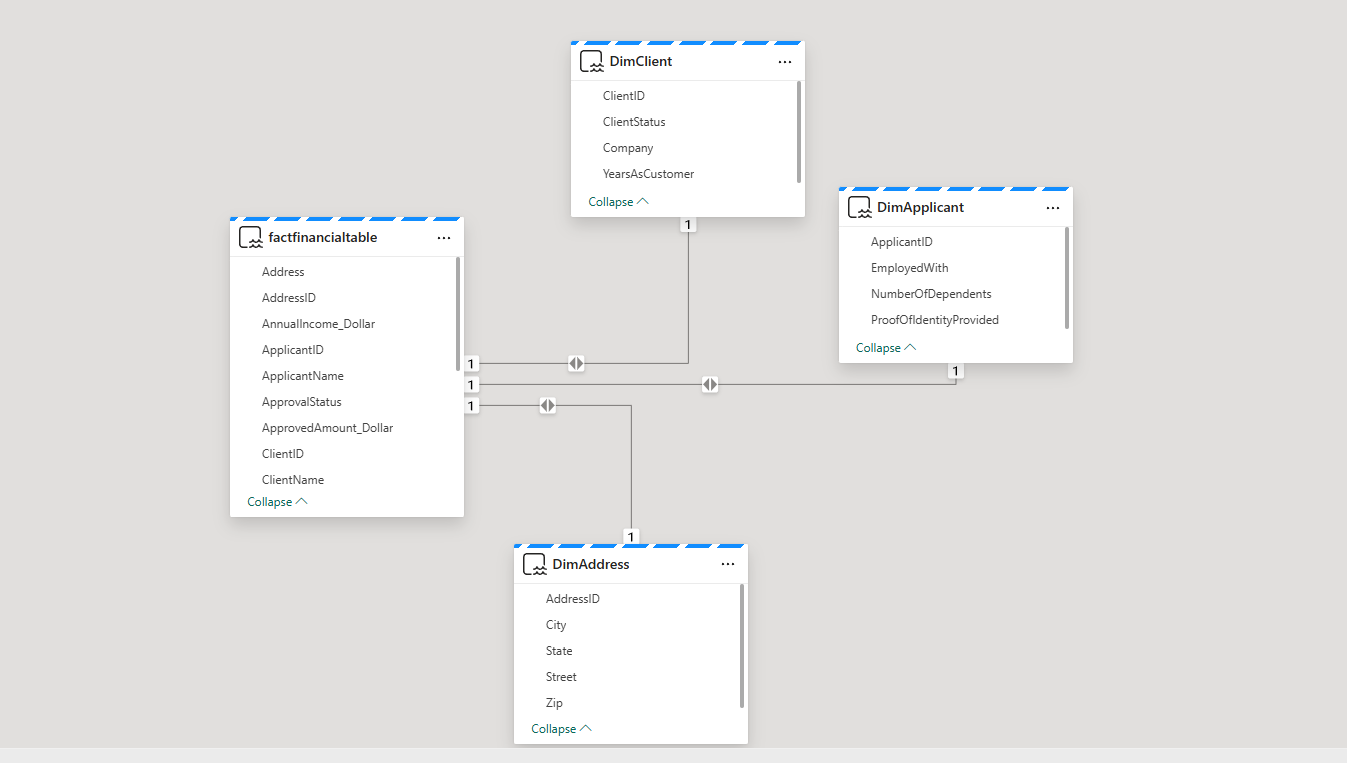 DimClient
ClientID
ClientStatus
Company
YearsAsCustomer
Collapse
1
DimApplicant
ApplicantID
EmployedWith
NumberOfDependents
ProofOfIdentityProvided
Collapse
1
factfinancialtable
Address
AddressID
AnnualIncome_Dollar
ApplicantID
ApplicantName
ApprovalStatus
ApprovedAmount_Dollar
ClientID
ClientName
Collapse
1
1
1
1
DimAddress
AddressID
City
State
Street
Zip
Collapse